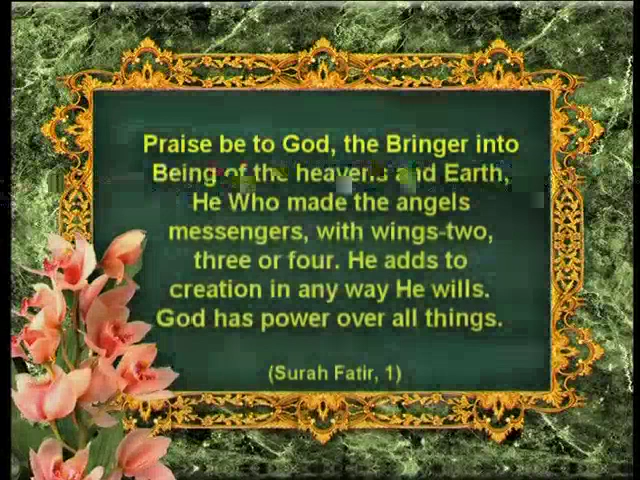 Praise be to God, the Bringer into
Being of the heavens and Earth,
He Who made the angels
messengers, with wings-two,
three or four. He adds to
creation in any way He wills.
God has power over all things.
(Surah Fatir, 1)